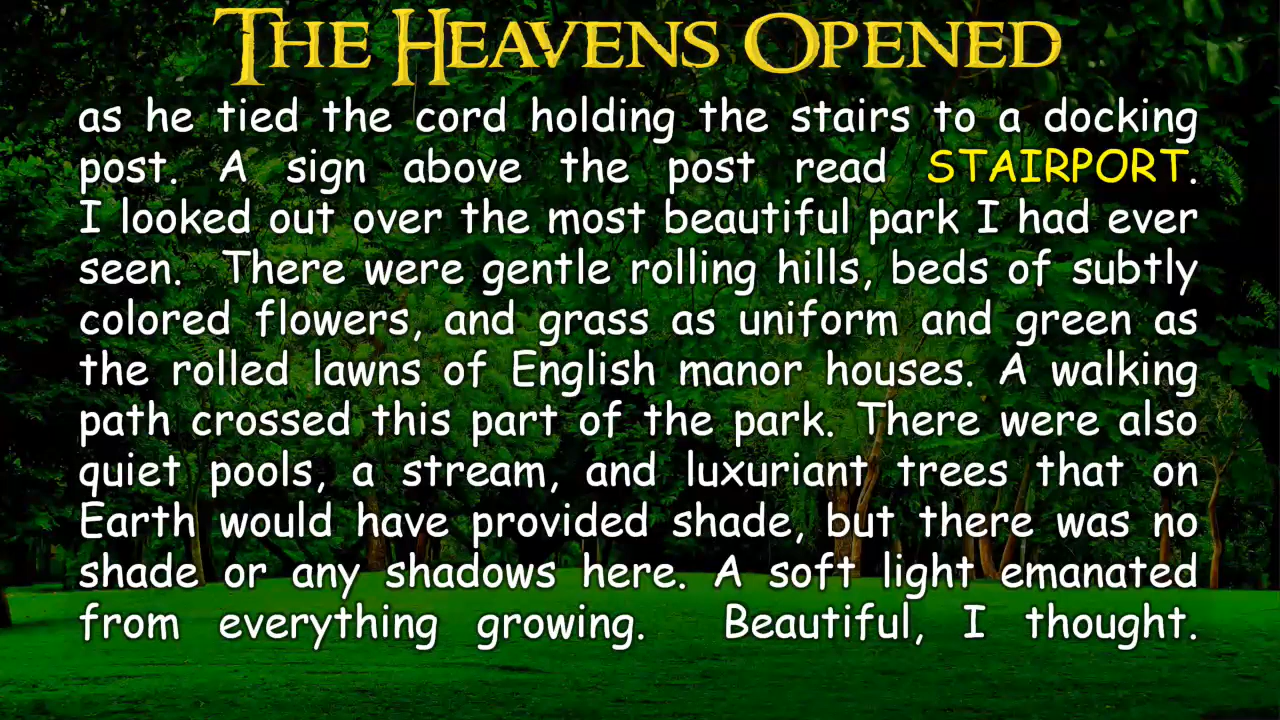 THE HEAVENS OPENED
as he tied the cord holding the stairs to a docking
post. A sign above the post read STAIRPORT.
I looked out over the most beautiful park I had ever
seen. There were gentle rolling hills, beds of subtly
colored flowers, and grass as uniform and green as
the rolled lawns of English manor houses. A walking
path crossed this part of the park. There were also
quiet pools, a stream, and luxuriant trees that on
Earth would have provided shade, but there was no
shade or any shadows here. A soft light emanated
from everything growing. Beautiful, I thought.